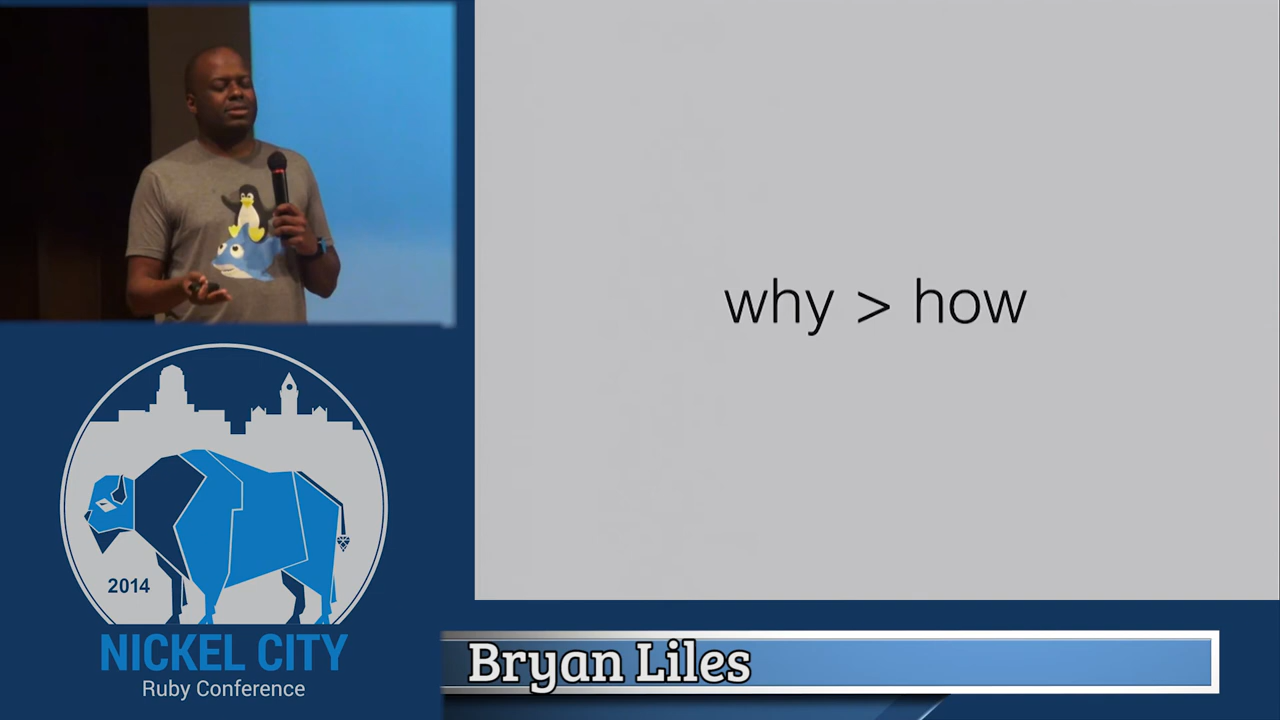 why > how
2014
NICKEL CITY
Ruby Conference
Bryan Liles